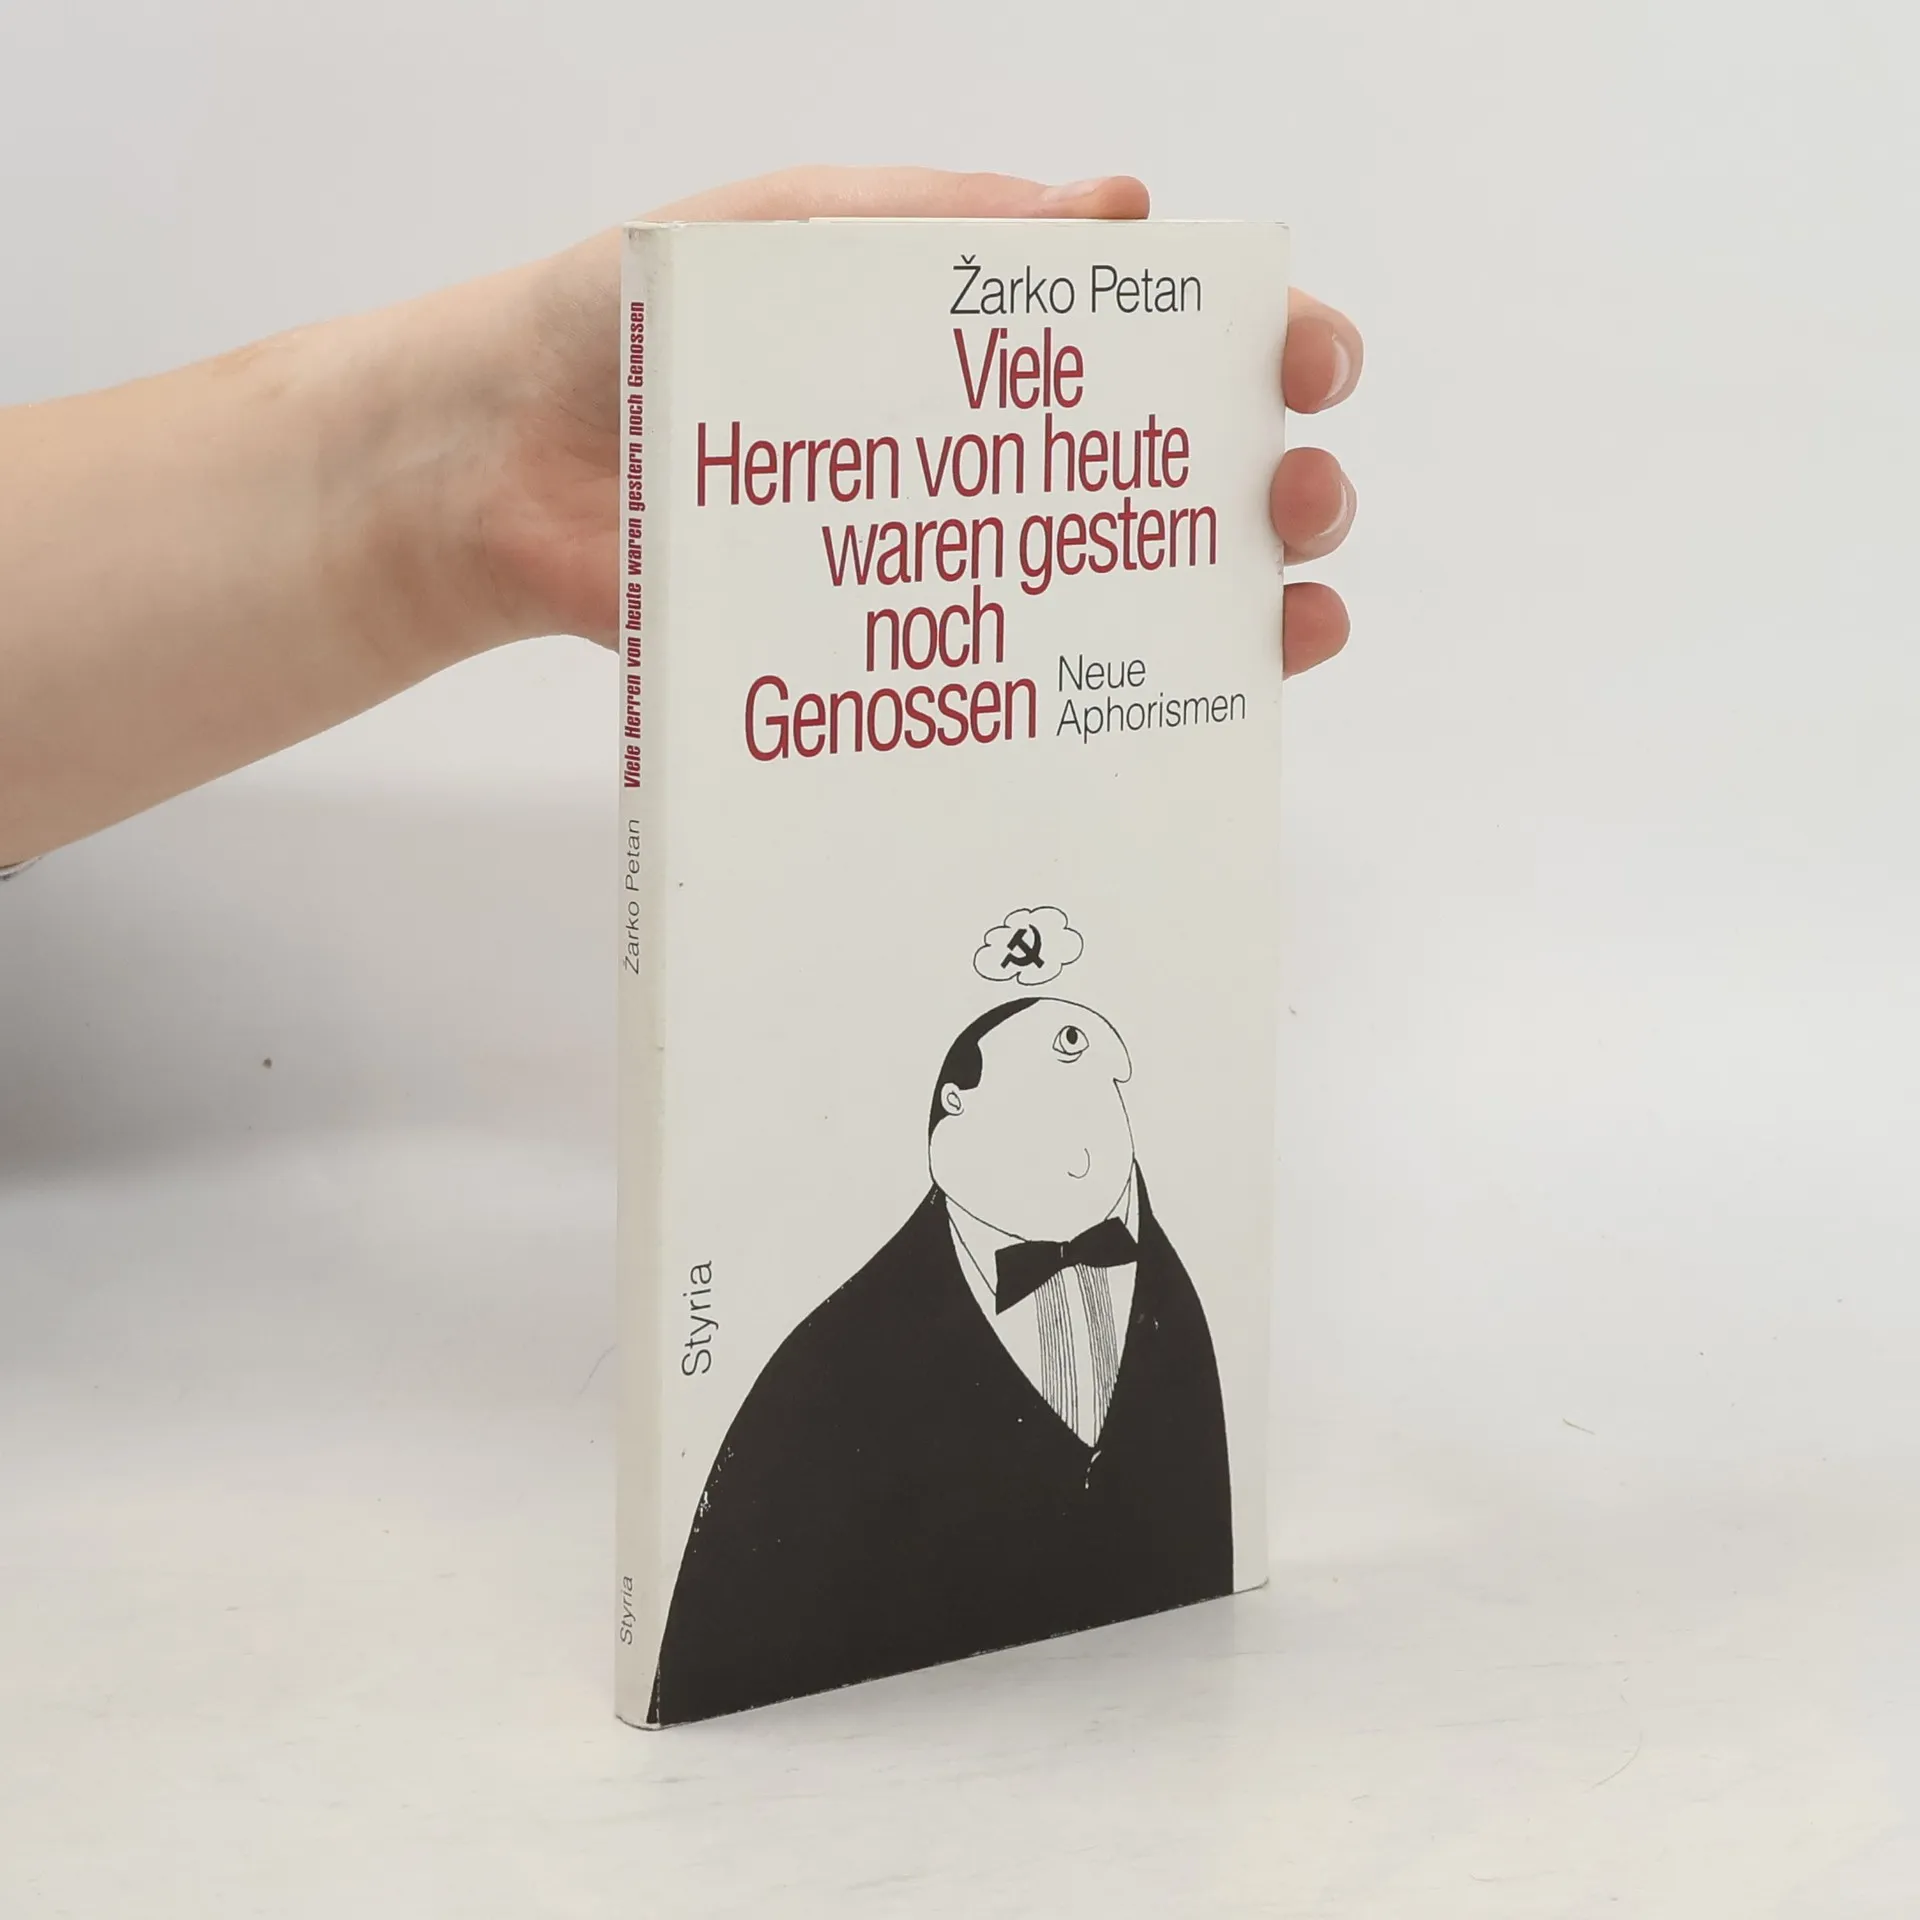 Žarko Petan
Viele
Herren von heute
waren gestern
noch
Genossen
Neue
Aphorismen
Styria
Styria Žarko Petan Viele Herren von heute waren gestern noch Genossen